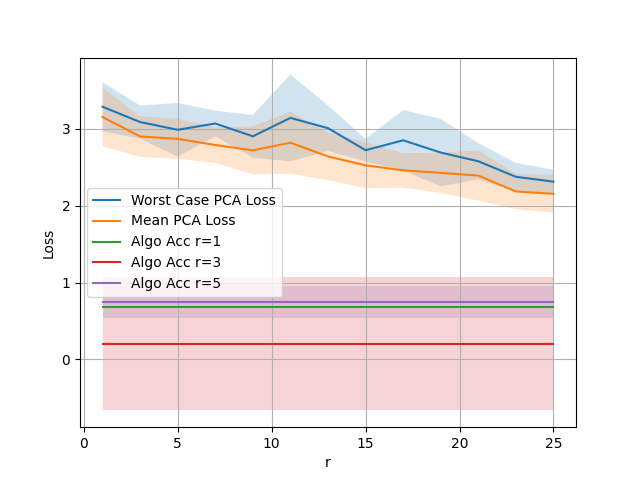 3
2
1
0
Loss
Worst Case PCA Loss
Mean PCA Loss
Algo Acc r=1
Algo Acc r=3
Algo Acc r=5
0 5 10 15 20 25
r